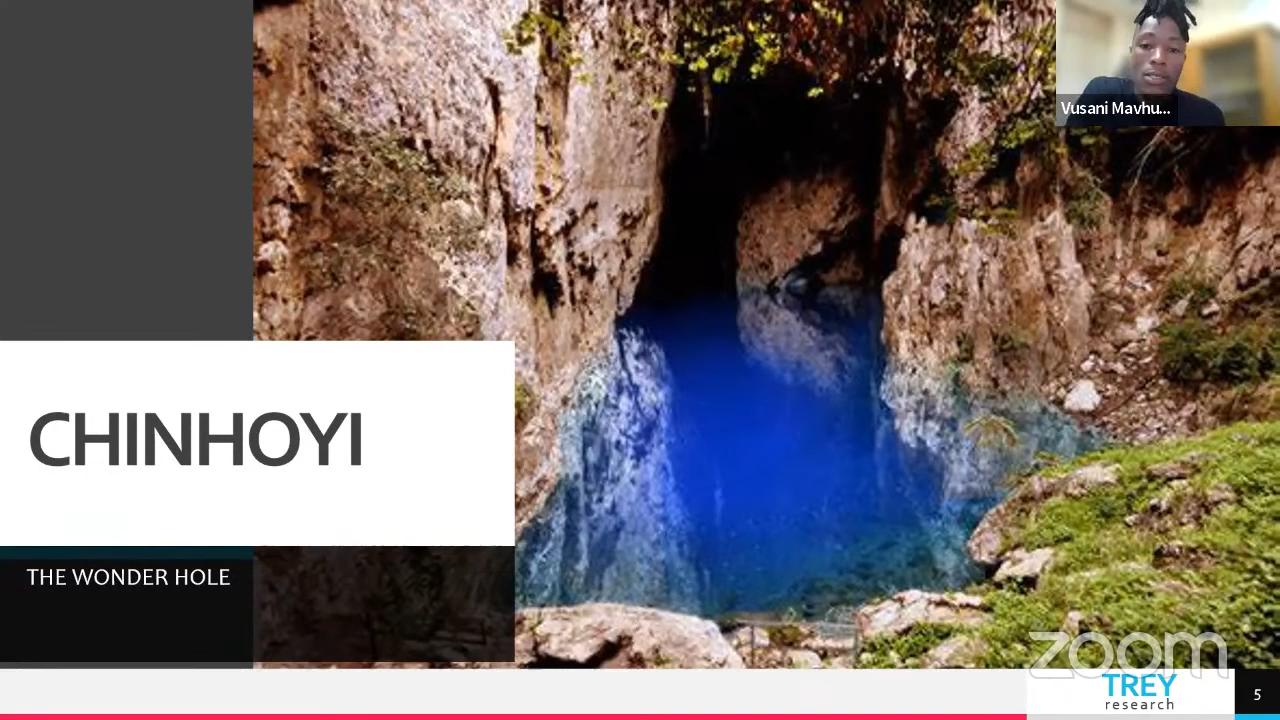 Vusani Mavhu...
CHINHOYI
THE WONDER HOLE
zoom
TREY
research
5